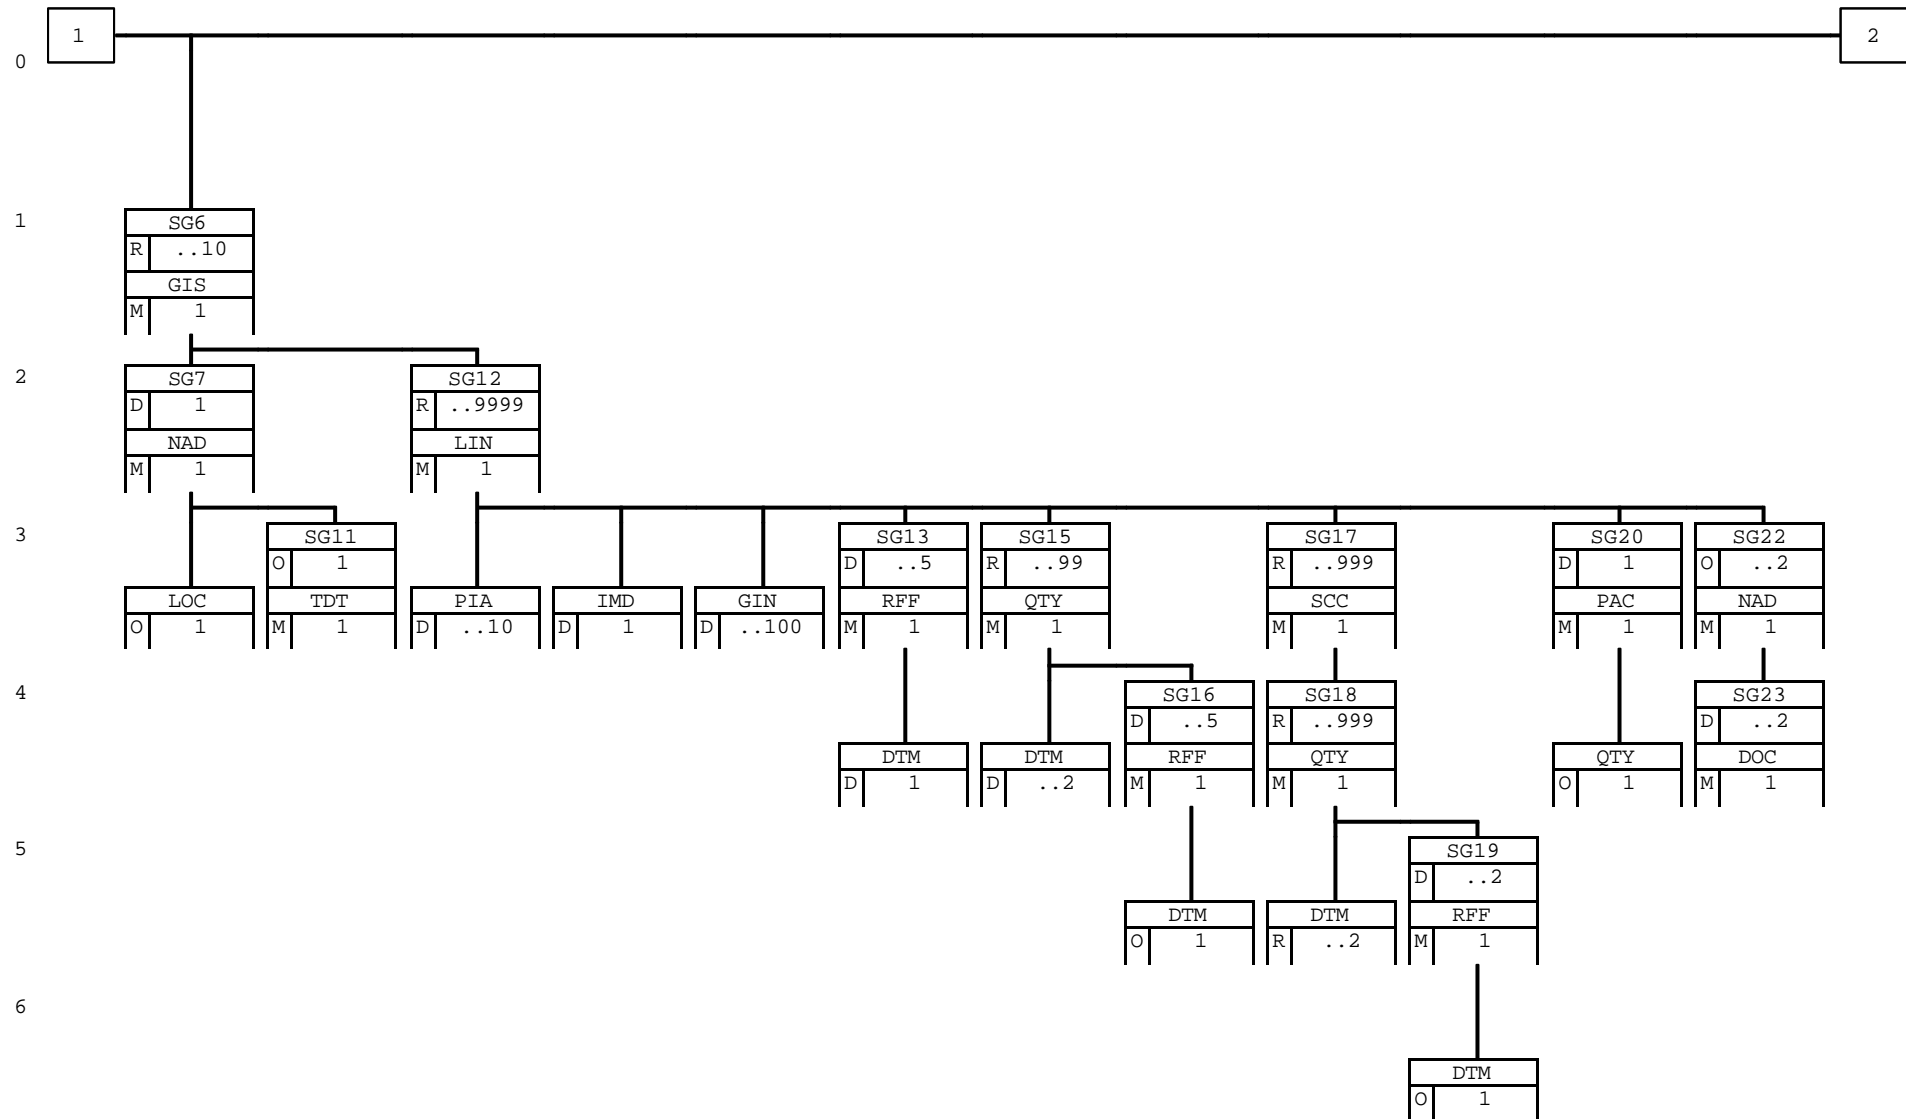 1 2
0
1
SG6
R ..10
GIS
M 1
2
SG7 SG12
D 1 R ..9999
NAD LIN
M 1 M 1
3
SG11 SG13 SG15 SG17 SG20 SG22
O 1 D ..5 R ..99 R ..999 D 1 O ..2
LOC TDT PIA IMD GIN RFF QTY SCC PAC NAD
O 1 M 1 D ..10 D 1 D ..100 M 1 M 1 M 1 M 1 M 1
4
SG16 SG18 SG23
D ..5 R ..999 D ..2
DTM DTM RFF QTY QTY DOC
D 1 D ..2 M 1 M 1 O 1 M 1
5
SG19
D ..2
DTM DTM RFF
O 1 R ..2 M 1
6
DTM
O 1